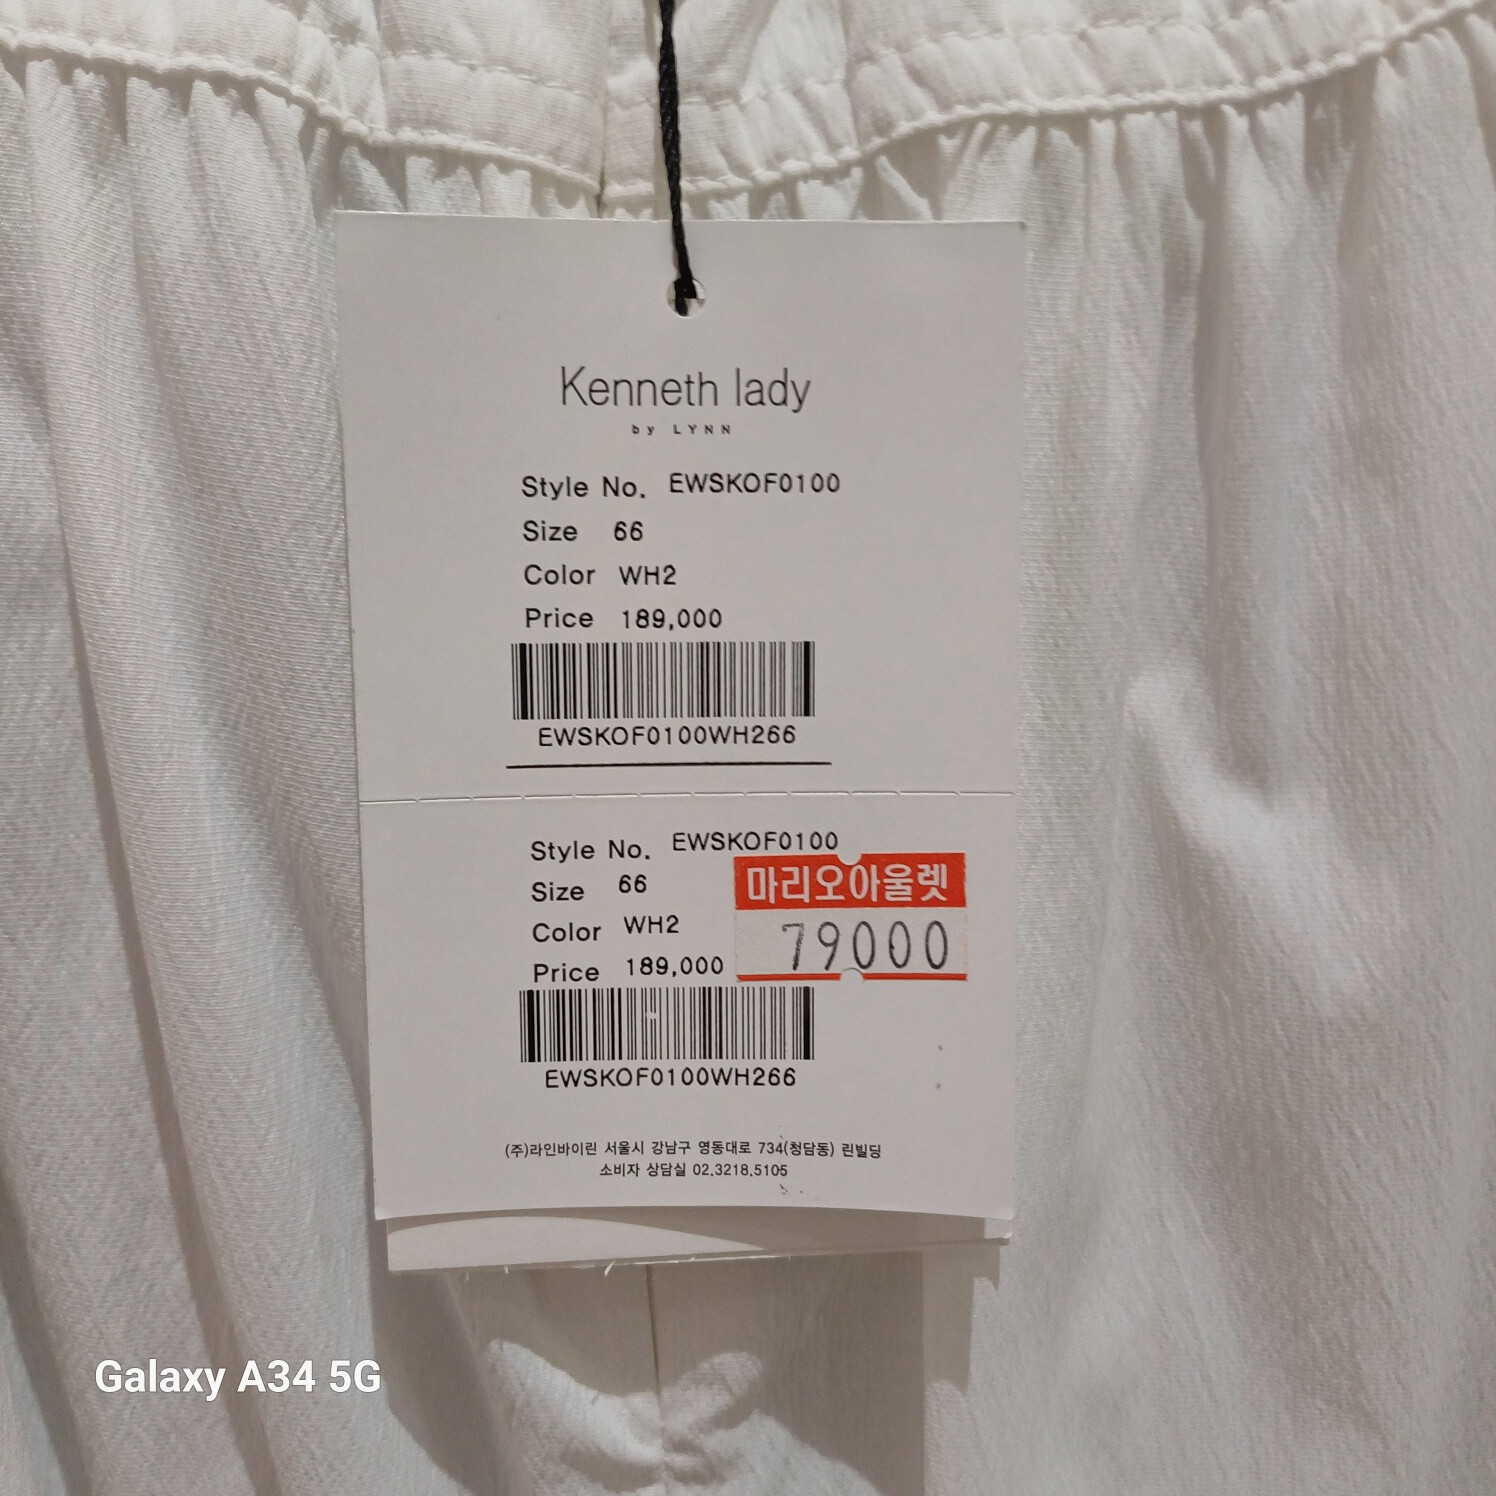 Kenneth lady
by LYNN
Style No. EWSKOF0100
Size 66
Color WH2
Price 189,000
EWSKOF0100WH266
Style No. EWSKOF0100
Size 66
Color WH2
Price 189,000
마리오아울렛
79000
EWSKOF0100WH266
(주)라인바이린 서울시 강남구 영동대로 734(청담동) 린빌딩
소비자 상담실 02.3218.5105
Galaxy A34 5G